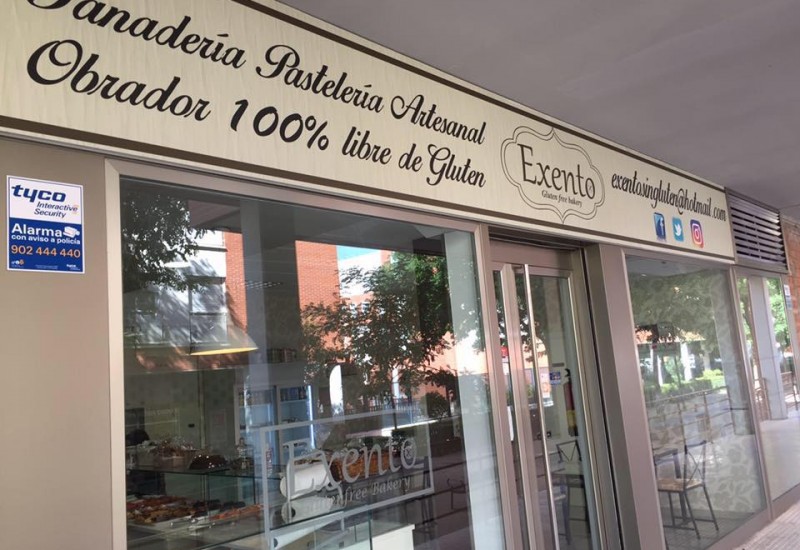 Panadería Pastelería Artesanal
Obrador 100% libre de Gluten
Exento
Gluten free bakery
exentosingluten@hotmail.com
tyco
Interactive
Security
Alarma
con aviso a policía
902 444 440
Exento
free Bakery